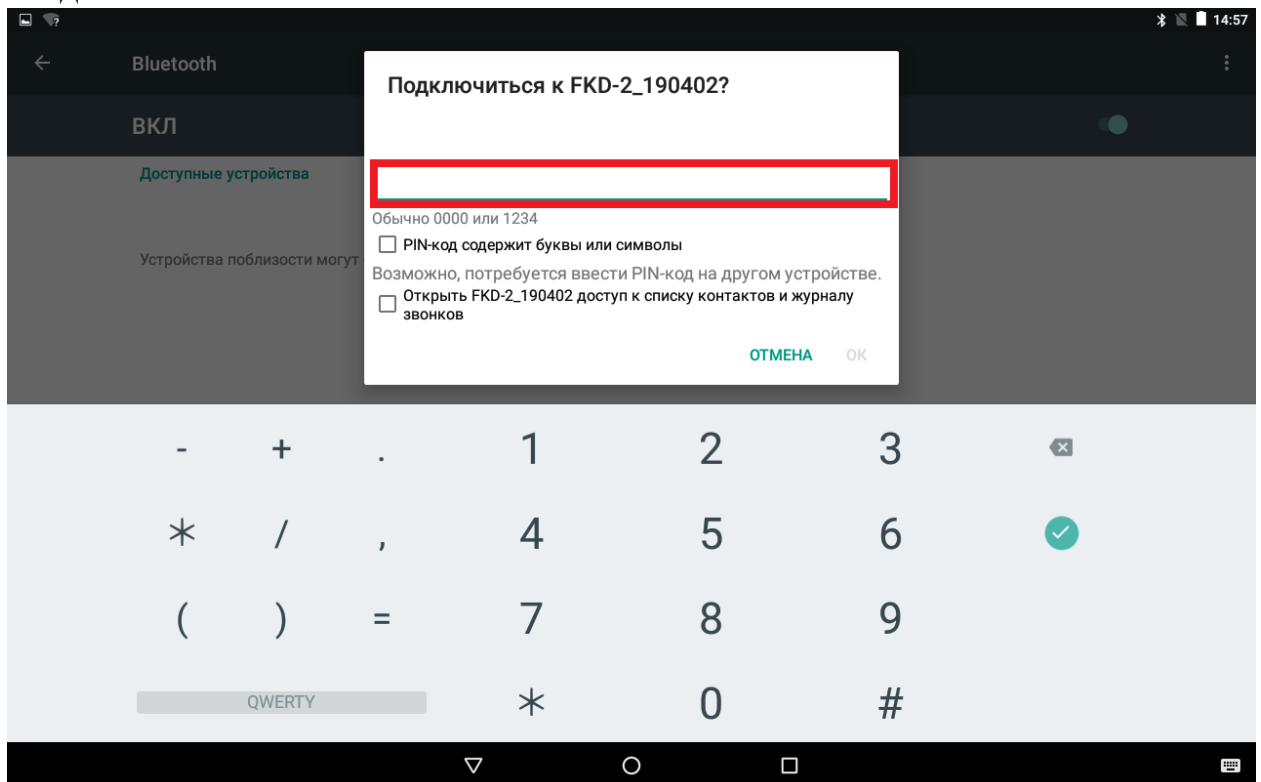 14:57
Bluetooth
Подключиться к FKD-2_190402?
ВКЛ
Доступные устройства
Обычно 0000 или 1234
PIN-код содержит буквы или символы
Устройства поблизости могут
Возможно, потребуется ввести PIN-код на другом устройстве.
Открыть FKD-2_190402 доступ к списку контактов и журналу
звонков
ОТМЕНА ОК
- + . 1 2 3
* / , 4 5 6
( ) = 7 8 9
QWERTY * 0 #